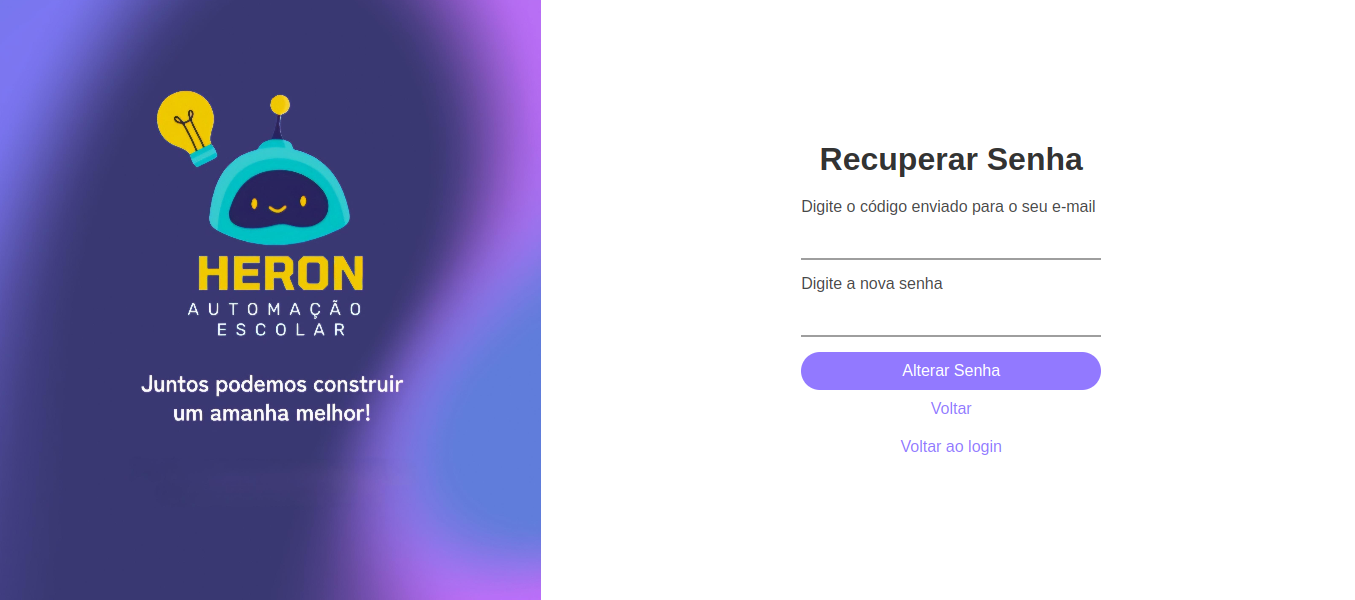 HERON
AUTOMAÇÃO
ESCOLAR
Juntos podemos construir
um amanha melhor!
Recuperar Senha
Digite o código enviado para o seu e-mail
Digite a nova senha
Alterar Senha
Voltar
Voltar ao login